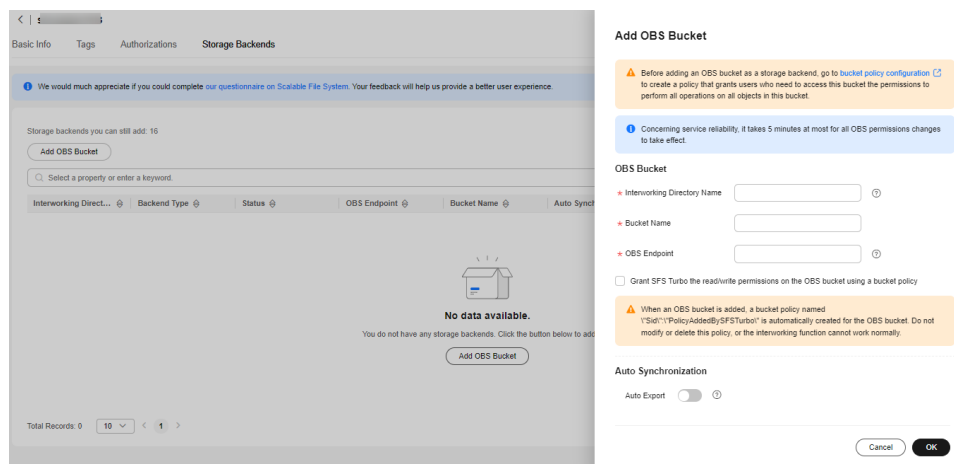 Basic Info Tags Authorizations Storage Backends
We would much appreciate if you could complete our questionnaire on Scalable File System. Your feedback will help us provide a better user experience.
Storage backends you can still add: 16
Add OBS Bucket
Select a property or enter a keyword.
Interworking Direct... Backend Type Status OBS Endpoint Bucket Name Auto Synch
No data available.
You do not have any storage backends. Click the button below to add
Add OBS Bucket
Total Records: 0 10 < 1 >
Add OBS Bucket
Before adding an OBS bucket as a storage backend, go to bucket policy configuration
to create a policy that grants users who need to access this bucket the permissions to
perform all operations on all objects in this bucket.
Concerning service reliability, it takes 5 minutes at most for all OBS permissions changes
to take effect.
OBS Bucket
* Interworking Directory Name
* Bucket Name
* OBS Endpoint
Grant SFS Turbo the read/write permissions on the OBS bucket using a bucket policy
When an OBS bucket is added, a bucket policy named
\"Sid\":\"PolicyAddedBySFSTurbo\" is automatically created for the OBS bucket. Do not
modify or delete this policy, or the interworking function cannot work normally.
Auto Synchronization
Auto Export
Cancel OK